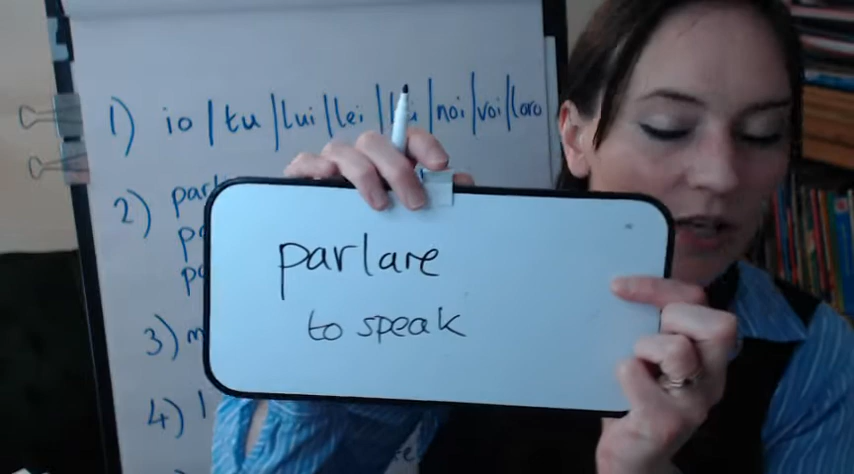 1) io / tu / lui / lei / / noi / voi / loro
2)
3)
4)
parlare
to speak